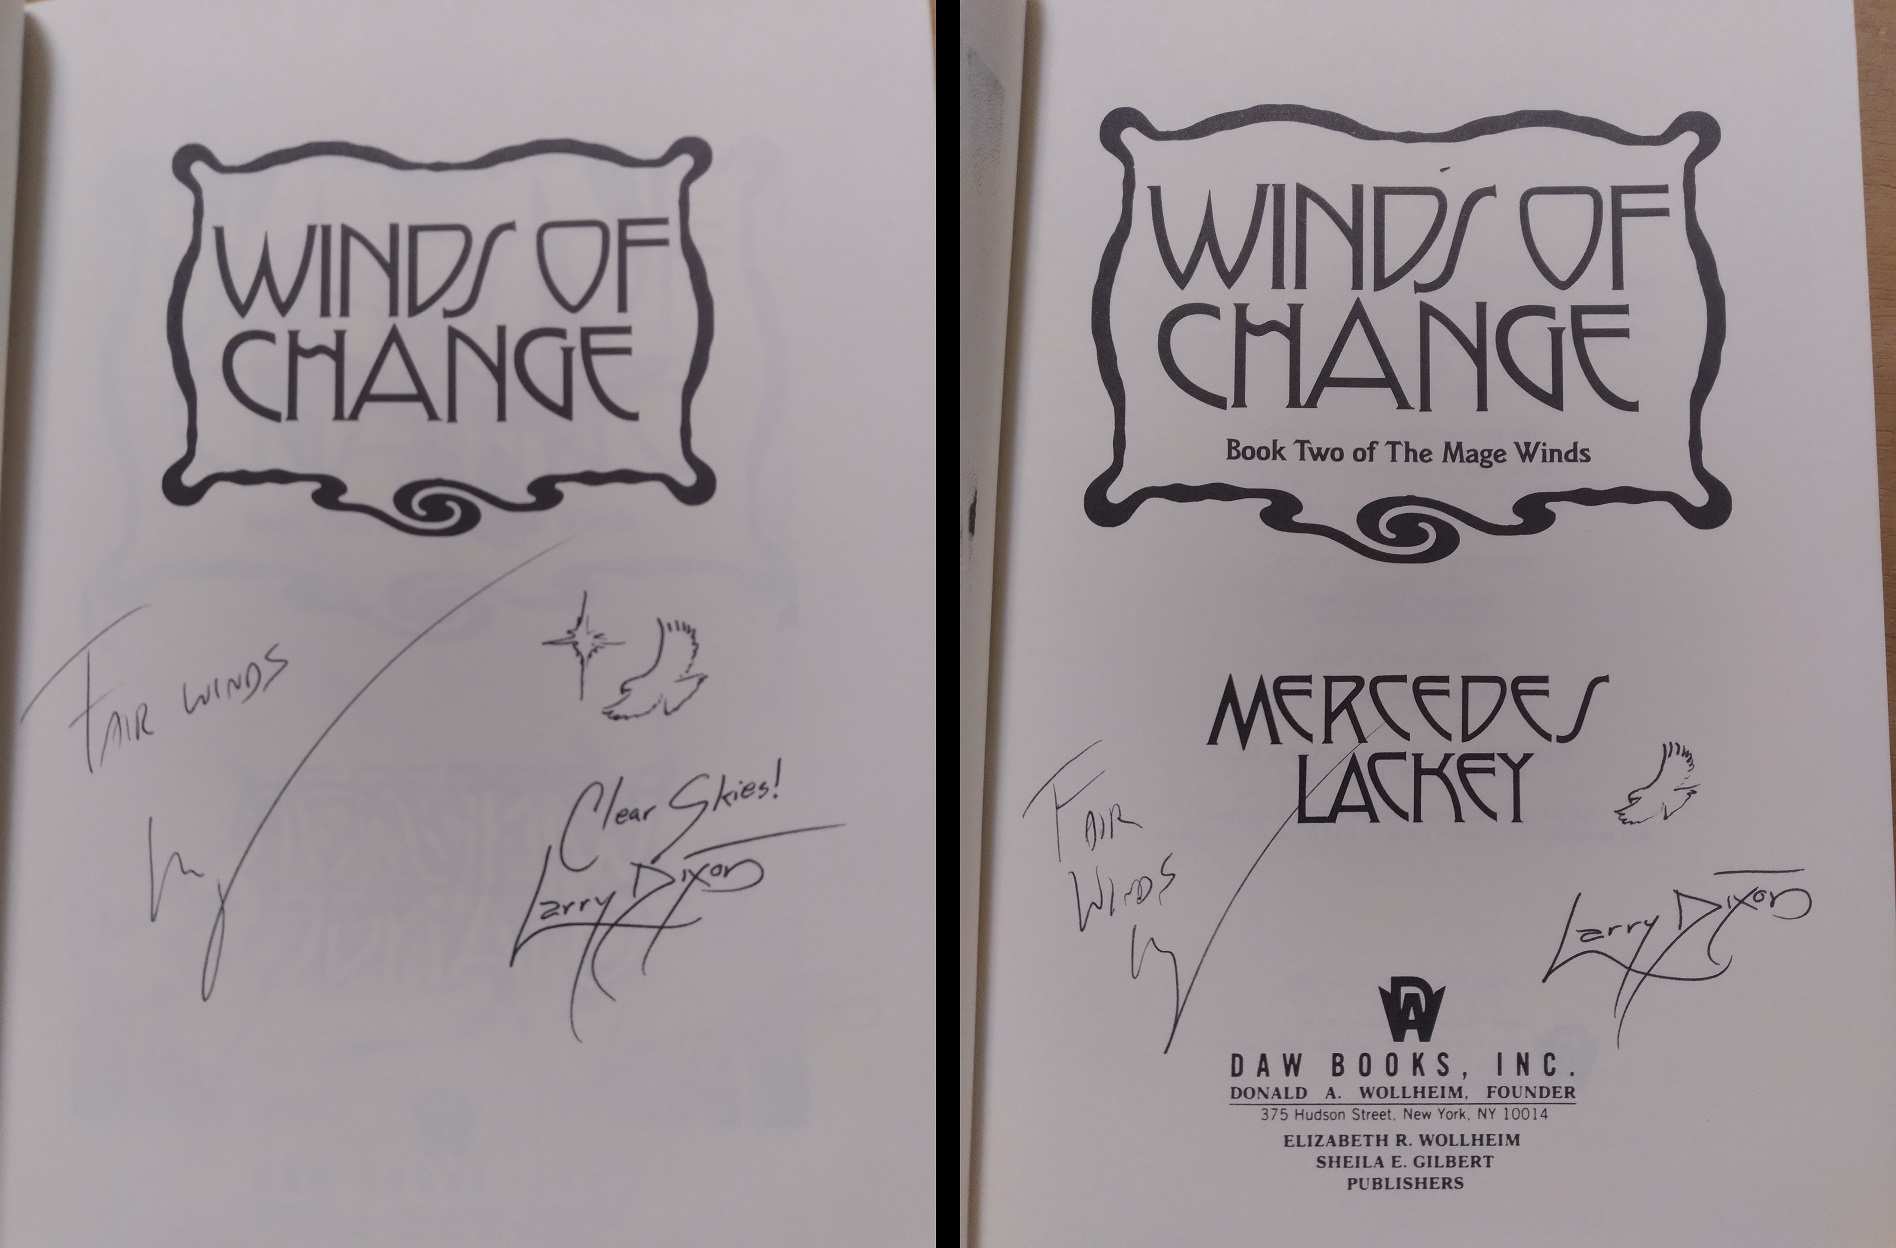 WINDS OF
CHANGE
FAIR WINDS
Clear Skies!
Larry Dixon
WINDS OF
CHANGE
Book Two of The Mage Winds
MERCEDES
LACKEY
FAIR
WINDS
Larry Dixon
DAW
DAW BOOKS, INC.
DONALD A. WOLLHEIM, FOUNDER
375 Hudson Street, New York, NY 10014
ELIZABETH R. WOLLHEIM
SHEILA E. GILBERT
PUBLISHERS